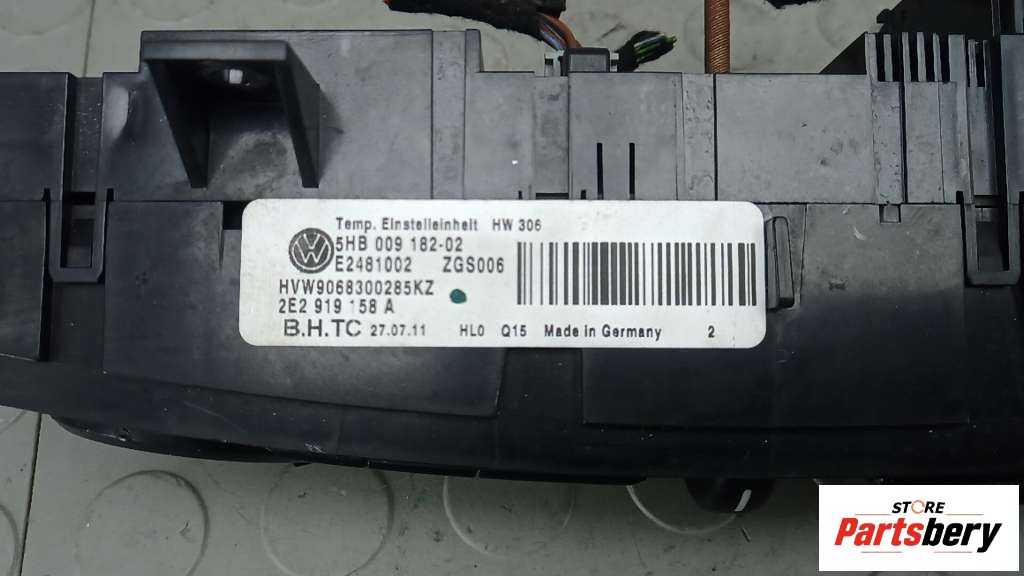 Temp. Einstelleinheit HW 306
5HB 009 182-02
E2481002 ZGS006
HVW9068300285KZ
2E2 919 158 A
B.H.TC 27.07.11 HL0 Q15 Made in Germany 2
STORE
Partsbery